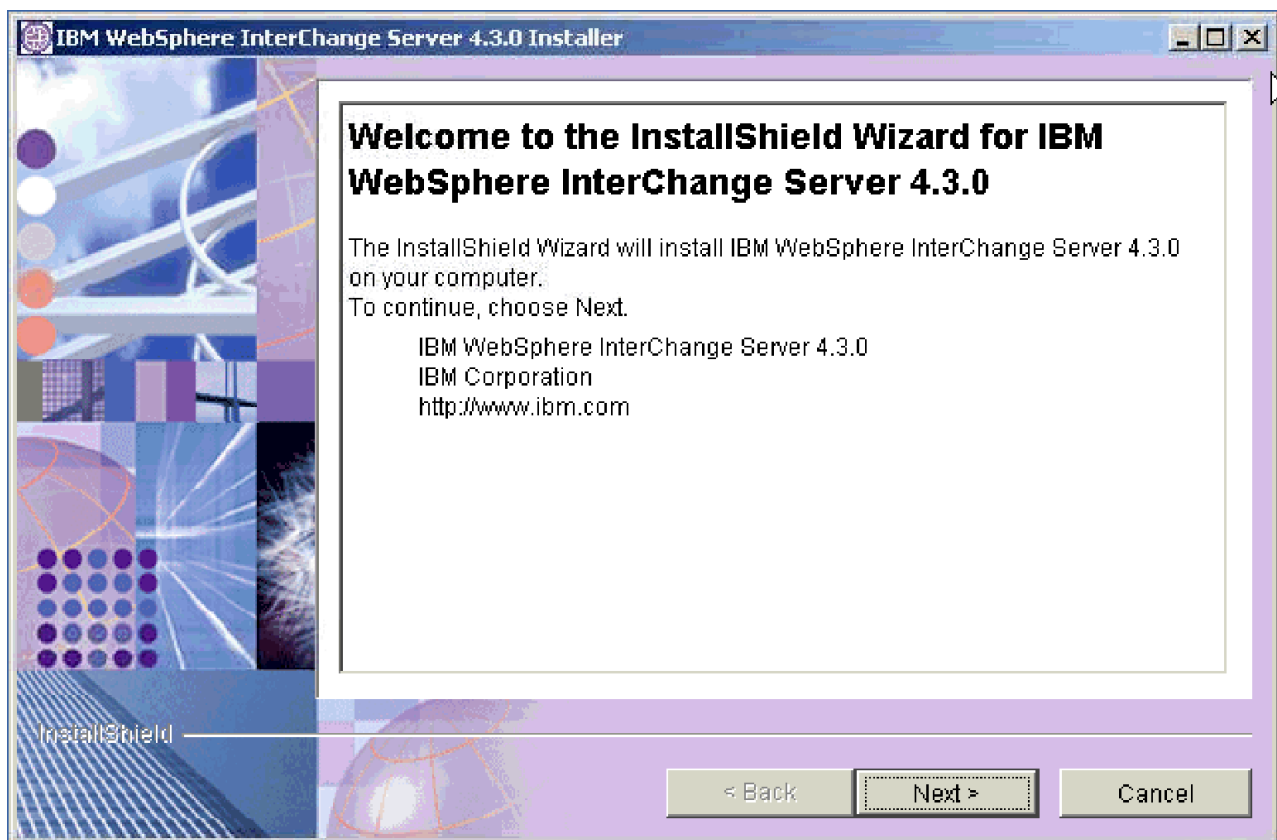 IBM WebSphere InterChange Server 4.3.0 Installer
Welcome to the InstallShield Wizard for IBM
WebSphere InterChange Server 4.3.0
The InstallShield Wizard will install IBM WebSphere InterChange Server 4.3.0
on your computer.
To continue, choose Next.
IBM WebSphere InterChange Server 4.3.0
IBM Corporation
http://www.ibm.com
InstallShield
< Back
Next >
Cancel